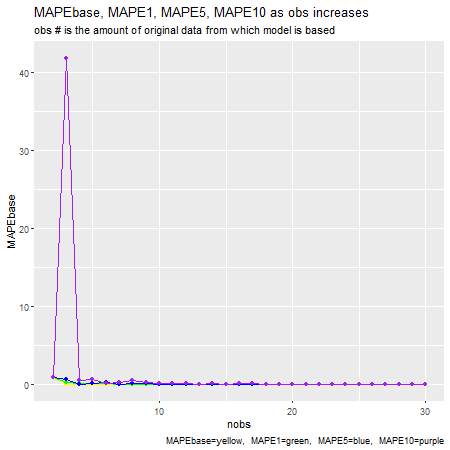 MAPEbase, MAPE1, MAPE5, MAPE10 as obs increases
obs # is the amount of original data from which model is based
MAPEbase
40
30
20
10
0
10
20
30
nobs
MAPEbase=yellow, MAPE1=green, MAPE5=blue, MAPE10=purple